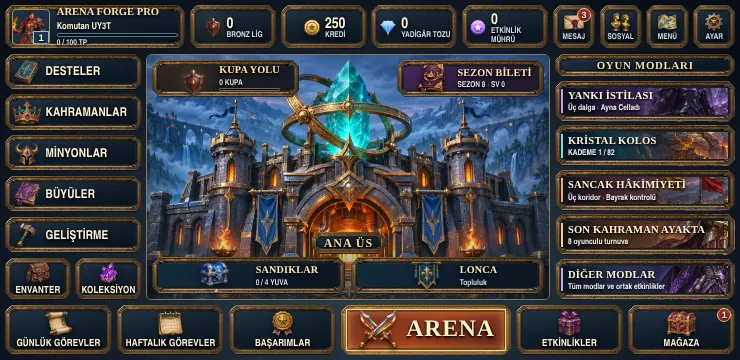 ARENA FORGE PRO
Komutan UY3T
1
0 / 100 TP
0
BRONZ LİG
250
KREDİ
0
YADİGÂR TOZU
0
ETKİNLİK
MÜHRÜ
3
MESAJ
SOSYAL
MENÜ
AYAR
DESTELER
KAHRAMANLAR
MİNYONLAR
BÜYÜLER
GELİŞTİRME
ENVANTER
KOLEKSİYON
KUPA YOLU
0 KUPA
SEZON BİLETİ
SEZON 8 · SV 0
ANA ÜS
SANDIKLAR
0 / 4 YUVA
LONCA
Topluluk
OYUN MODLARI
YANKI İSTİLASI
Üç dalga · Ayna Celladı
KRİSTAL KOLOS
KADEME 1 / 82
SANCAK HÂKİMİYETİ
Üç koridor · Bayrak kontrolü
SON KAHRAMAN AYAKTA
8 oyunculu turnuva
DİĞER MODLAR
Tüm modlar ve ortak etkinlikler
GÜNLÜK GÖREVLER
HAFTALIK GÖREVLER
BAŞARIMLAR
ARENA
ETKİNLİKLER
1
MAĞAZA